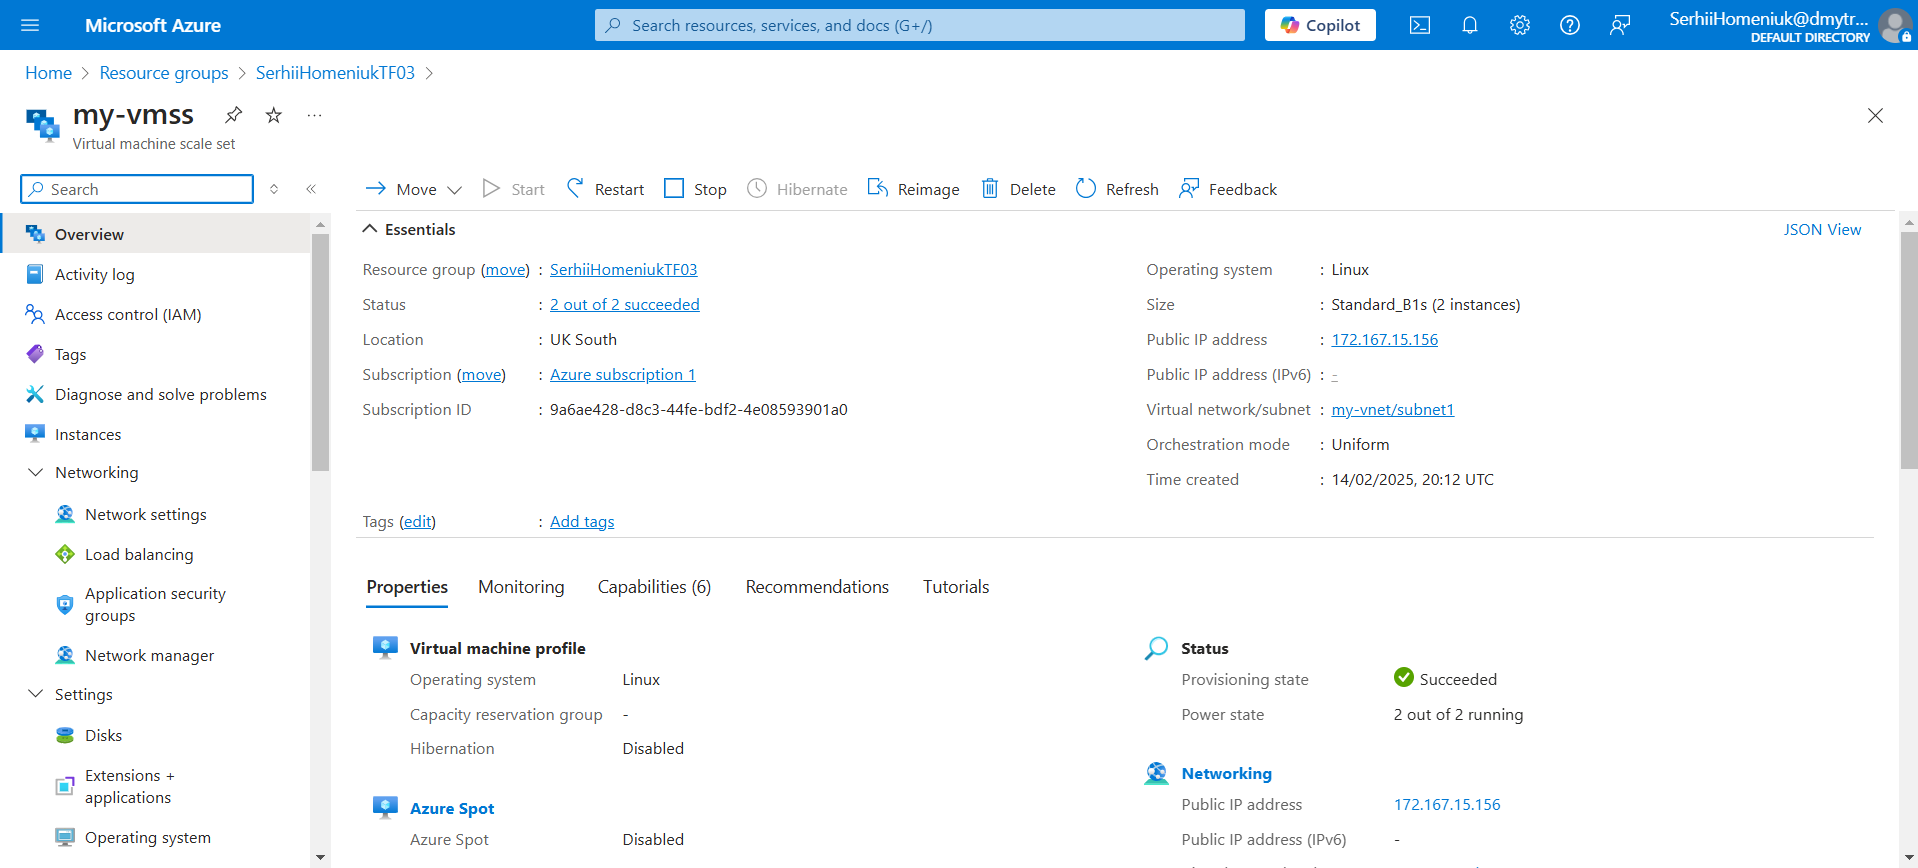 Microsoft Azure
Search resources, services, and docs (G+/)
Copilot
SerhiiHomeniuk@dmytr...
DEFAULT DIRECTORY
Home > Resource groups > SerhiiHomeniukTF03 >
my-vmss
Virtual machine scale set
Search
Move
Start
Restart
Stop
Hibernate
Reimage
Delete
Refresh
Feedback
Overview
Activity log
Access control (IAM)
Tags
Diagnose and solve problems
Instances
Networking
Network settings
Load balancing
Application security
groups
Network manager
Settings
Disks
Extensions +
applications
Operating system
Essentials
JSON View
Resource group (move) : SerhiiHomeniukTF03
Status : 2 out of 2 succeeded
Location : UK South
Subscription (move) : Azure subscription 1
Subscription ID : 9a6ae428-d8c3-44fe-bdf2-4e08593901a0
Operating system : Linux
Size : Standard_B1s (2 instances)
Public IP address : 172.167.15.156
Public IP address (IPv6) : -
Virtual network/subnet : my-vnet/subnet1
Orchestration mode : Uniform
Time created : 14/02/2025, 20:12 UTC
Tags (edit) : Add tags
Properties
Monitoring
Capabilities (6)
Recommendations
Tutorials
Virtual machine profile
Operating system Linux
Capacity reservation group -
Hibernation Disabled
Azure Spot
Azure Spot Disabled
Status
Provisioning state Succeeded
Power state 2 out of 2 running
Networking
Public IP address 172.167.15.156
Public IP address (IPv6) -